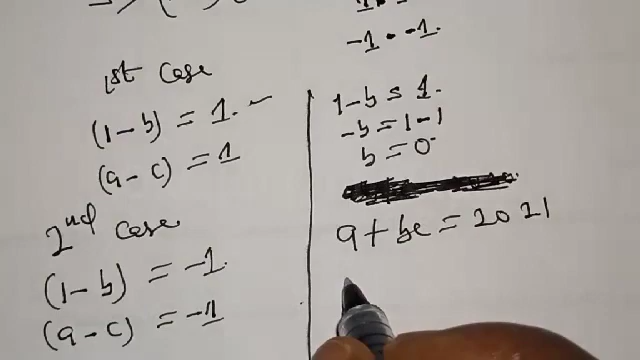 1st case
(1-b) = 1.
(a-c) = 1
2nd case
(1-b) = -1.
(a-c) = -1
-1 · -1.
1-b = 1.
-b = 1-1
b = 0
a+bc = 2021